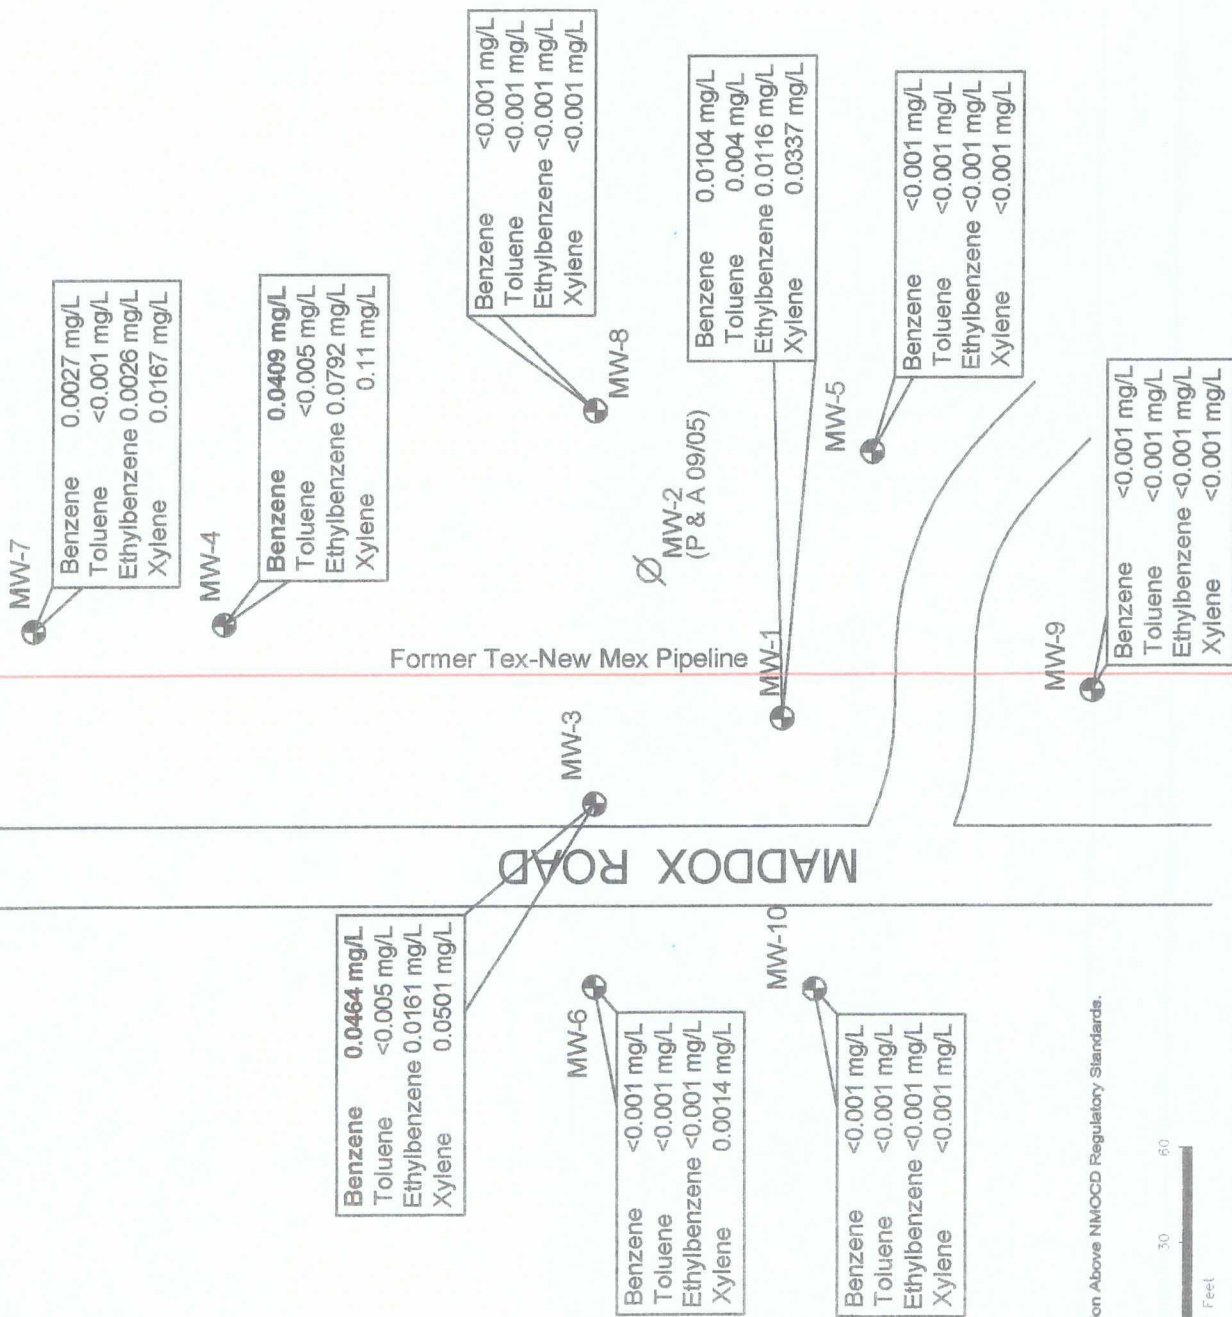 MW-7
Benzene 0.0027 mg/L
Toluene <0.001 mg/L
Ethylbenzene 0.0026 mg/L
Xylene 0.0167 mg/L
MW-4
Benzene 0.0409 mg/L
Toluene <0.005 mg/L
Ethylbenzene 0.0792 mg/L
Xylene 0.11 mg/L
Benzene <0.001 mg/L
Toluene <0.001 mg/L
Ethylbenzene <0.001 mg/L
Xylene <0.001 mg/L
MW-8
MW-2
(P & A 09/05)
Former Tex-New Mex Pipeline
Benzene 0.0104 mg/L
Toluene 0.004 mg/L
Ethylbenzene 0.0116 mg/L
Xylene 0.0337 mg/L
MW-1
MW-5
Benzene <0.001 mg/L
Toluene <0.001 mg/L
Ethylbenzene <0.001 mg/L
Xylene <0.001 mg/L
MW-9
Benzene <0.001 mg/L
Toluene <0.001 mg/L
Ethylbenzene <0.001 mg/L
Xylene <0.001 mg/L
MW-3
Benzene 0.0464 mg/L
Toluene <0.005 mg/L
Ethylbenzene 0.0161 mg/L
Xylene 0.0501 mg/L
MADDOX ROAD
MW-6
Benzene <0.001 mg/L
Toluene <0.001 mg/L
Ethylbenzene <0.001 mg/L
Xylene 0.0014 mg/L
MW-10
Benzene <0.001 mg/L
Toluene <0.001 mg/L
Ethylbenzene <0.001 mg/L
Xylene <0.001 mg/L
on Above NMOCD Regulatory Standards.
30 60
Feet